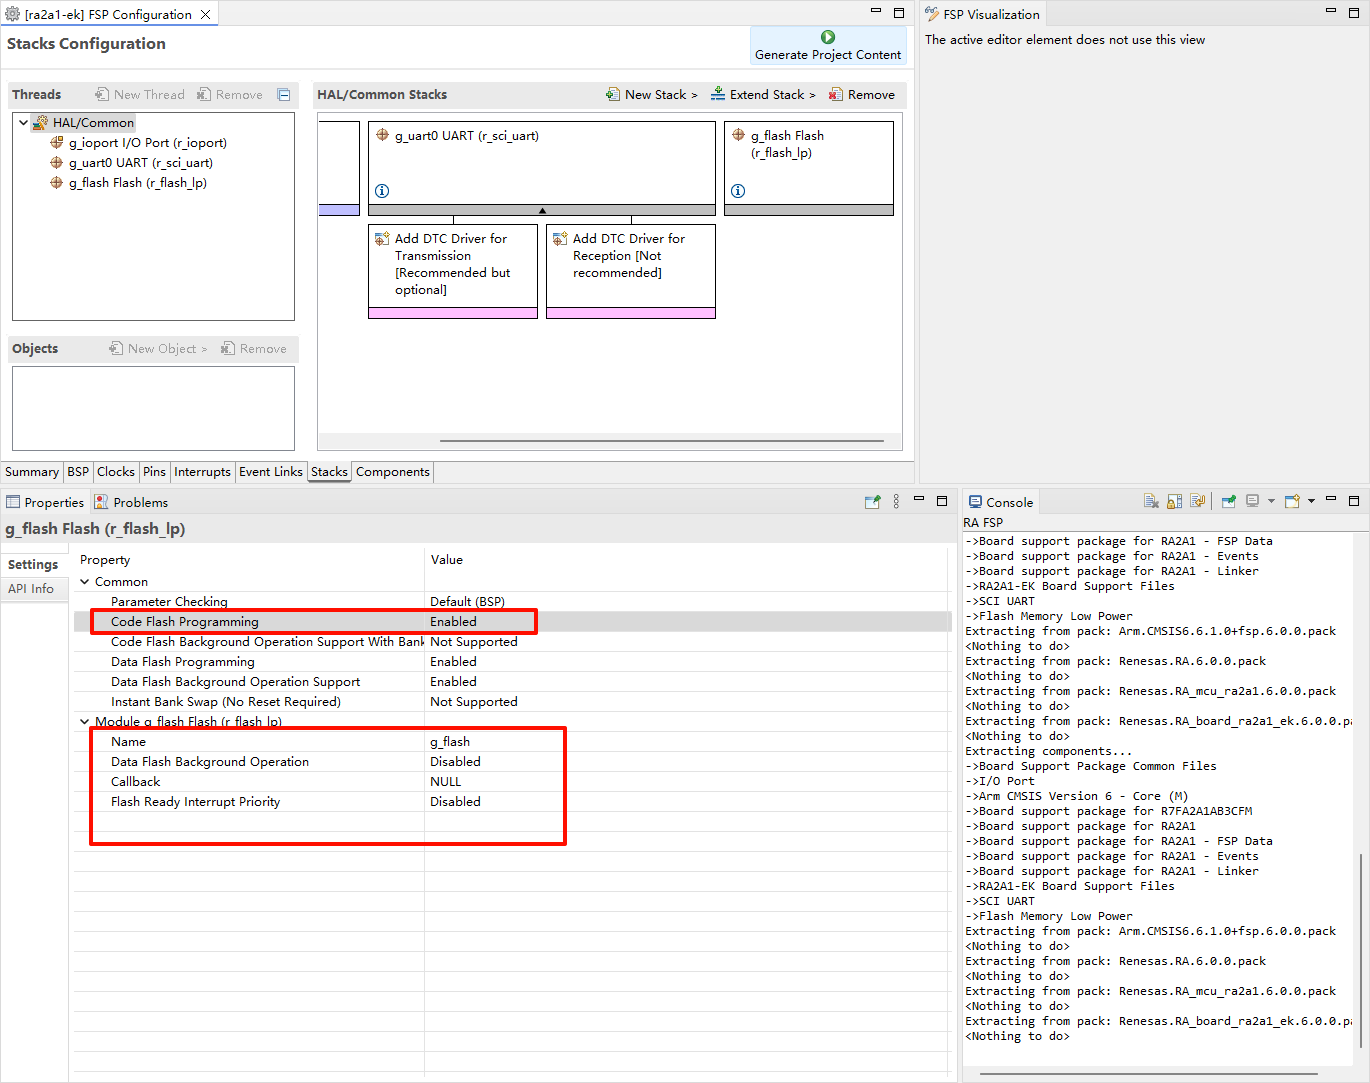 [ra2a1-ek] FSP Configuration
Stacks Configuration
Generate Project Content
Threads
New Thread
Remove
HAL/Common
g_ioport I/O Port (r_ioport)
g_uart0 UART (r_sci_uart)
g_flash Flash (r_flash_lp)
Objects
New Object >
Remove
HAL/Common Stacks
New Stack >
Extend Stack >
Remove
g_uart0 UART (r_sci_uart)
g_flash Flash
(r_flash_lp)
Add DTC Driver for
Transmission
[Recommended but
optional]
Add DTC Driver for
Reception [Not
recommended]
Summary
BSP
Clocks
Pins
Interrupts
Event Links
Stacks
Components
FSP Visualization
The active editor element does not use this view
Properties
Problems
g_flash Flash (r_flash_lp)
Settings
API Info
Property Value
Common
Parameter Checking Default (BSP)
Code Flash Programming Enabled
Code Flash Background Operation Support With Bank Not Supported
Data Flash Programming Enabled
Data Flash Background Operation Support Enabled
Instant Bank Swap (No Reset Required) Not Supported
Module g_flash Flash (r_flash_lp)
Name g_flash
Data Flash Background Operation Disabled
Callback NULL
Flash Ready Interrupt Priority Disabled
Console
RA FSP
->Board support package for RA2A1 - FSP Data
->Board support package for RA2A1 - Events
->Board support package for RA2A1 - Linker
->RA2A1-EK Board Support Files
->SCI UART
->Flash Memory Low Power
Extracting from pack: Arm.CMSIS6.6.1.0+fsp.6.0.0.pack
<Nothing to do>
Extracting from pack: Renesas.RA.6.0.0.pack
<Nothing to do>
Extracting from pack: Renesas.RA_mcu_ra2a1.6.0.0.pack
<Nothing to do>
Extracting from pack: Renesas.RA_board_ra2a1_ek.6.0.0.pa
<Nothing to do>
Extracting components...
->Board Support Package Common Files
->I/O Port
->Arm CMSIS Version 6 - Core (M)
->Board support package for R7FA2A1AB3CFM
->Board support package for RA2A1
->Board support package for RA2A1 - FSP Data
->Board support package for RA2A1 - Events
->Board support package for RA2A1 - Linker
->RA2A1-EK Board Support Files
->SCI UART
->Flash Memory Low Power
Extracting from pack: Arm.CMSIS6.6.1.0+fsp.6.0.0.pack
<Nothing to do>
Extracting from pack: Renesas.RA.6.0.0.pack
<Nothing to do>
Extracting from pack: Renesas.RA_mcu_ra2a1.6.0.0.pack
<Nothing to do>
Extracting from pack: Renesas.RA_board_ra2a1_ek.6.0.0.pa
<Nothing to do>